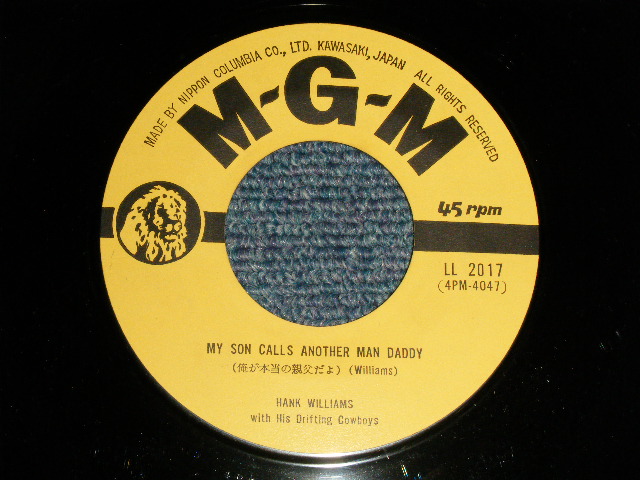 MADE BY NIPPON COLUMBIA CO., LTD. KAWASAKI, JAPAN ALL RIGHTS RESERVED
M-G-M
45 rpm
LL 2017
(4PM-4047)
MY SON CALLS ANOTHER MAN DADDY
(俺が本当の親父だよ) (Williams)
HANK WILLIAMS
with His Drifting Cowboys